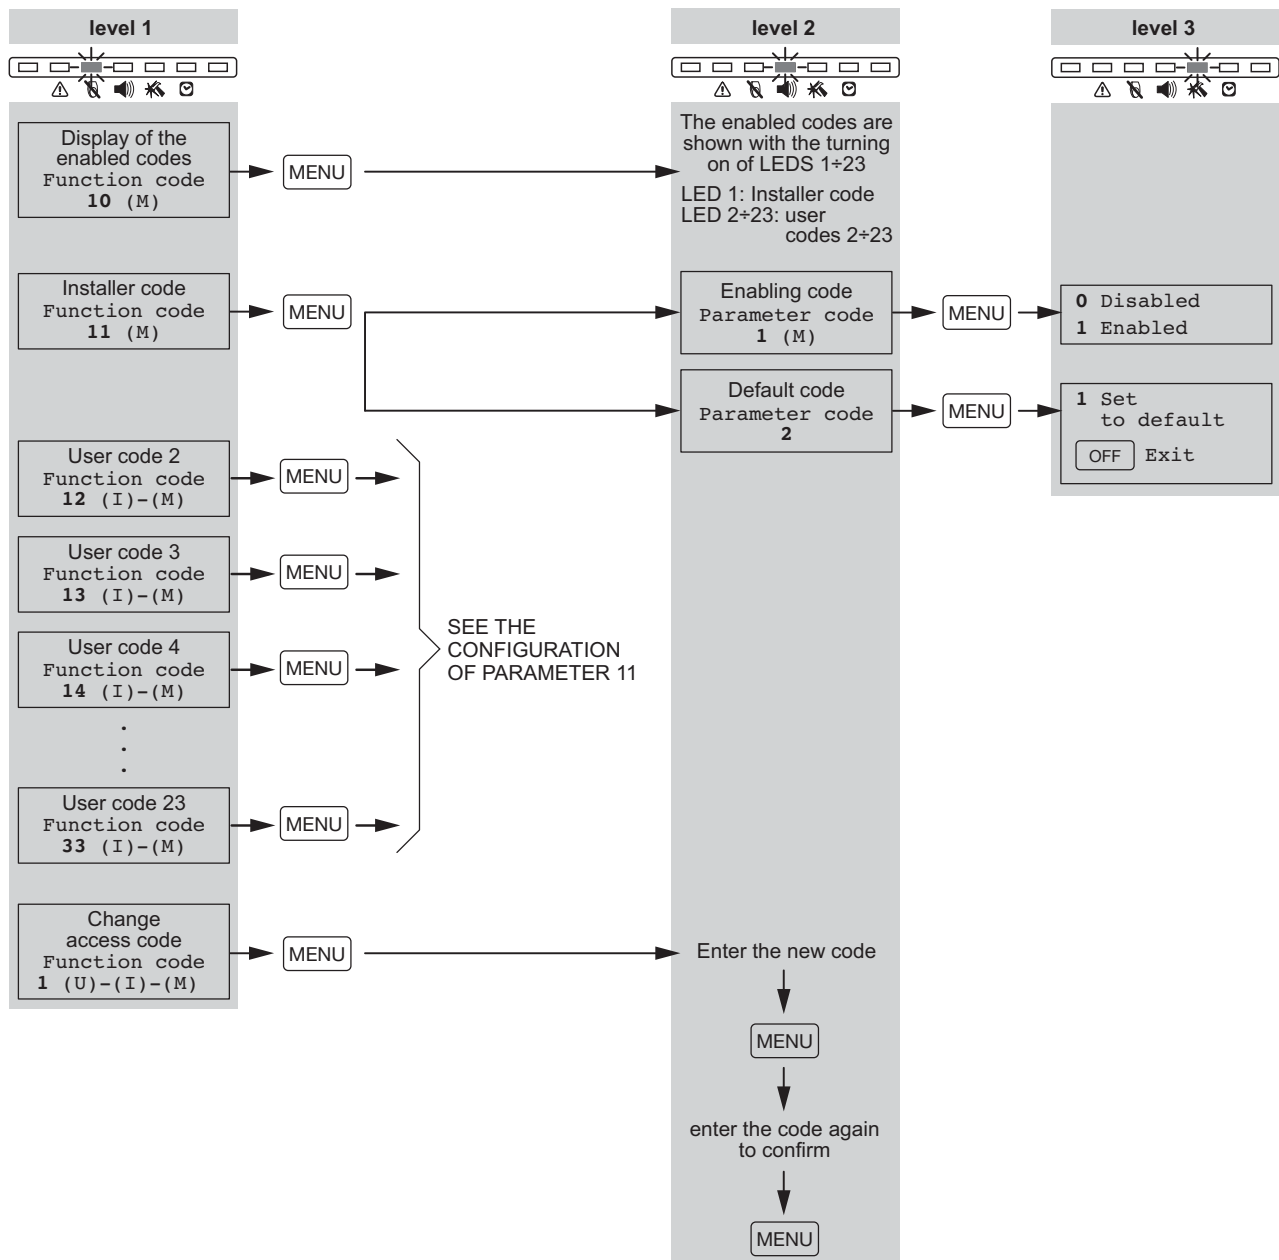 level 1
level 2
level 3
Display of the
enabled codes
Function code
10 (M)
MENU
The enabled codes are
shown with the turning
on of LEDS 1÷23
LED 1: Installer code
LED 2÷23: user
codes 2÷23
Installer code
Function code
11 (M)
MENU
Enabling code
Parameter code
1 (M)
MENU
0 Disabled
1 Enabled
Default code
Parameter code
2
MENU
1 Set
to default
OFF Exit
User code 2
Function code
12 (I)-(M)
MENU
User code 3
Function code
13 (I)-(M)
MENU
User code 4
Function code
14 (I)-(M)
MENU
SEE THE
CONFIGURATION
OF PARAMETER 11
User code 23
Function code
33 (I)-(M)
MENU
Change
access code
Function code
1 (U)-(I)-(M)
MENU
Enter the new code
MENU
enter the code again
to confirm
MENU